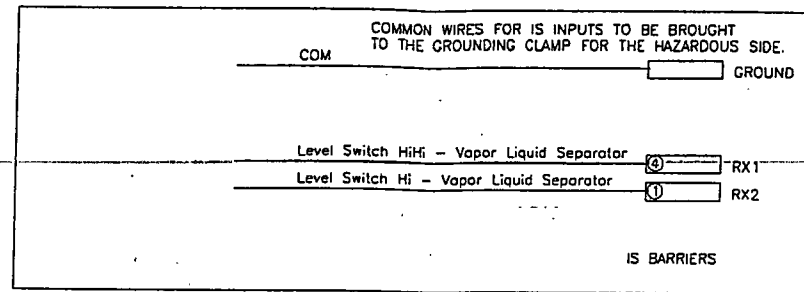 COMMON WIRES FOR IS INPUTS TO BE BROUGHT
TO THE GROUNDING CLAMP FOR THE HAZARDOUS SIDE.
COM
GROUND
Level Switch HiHi - Vapor Liquid Separator
4
RX1
Level Switch Hi - Vapor Liquid Separator
1
RX2
IS BARRIERS